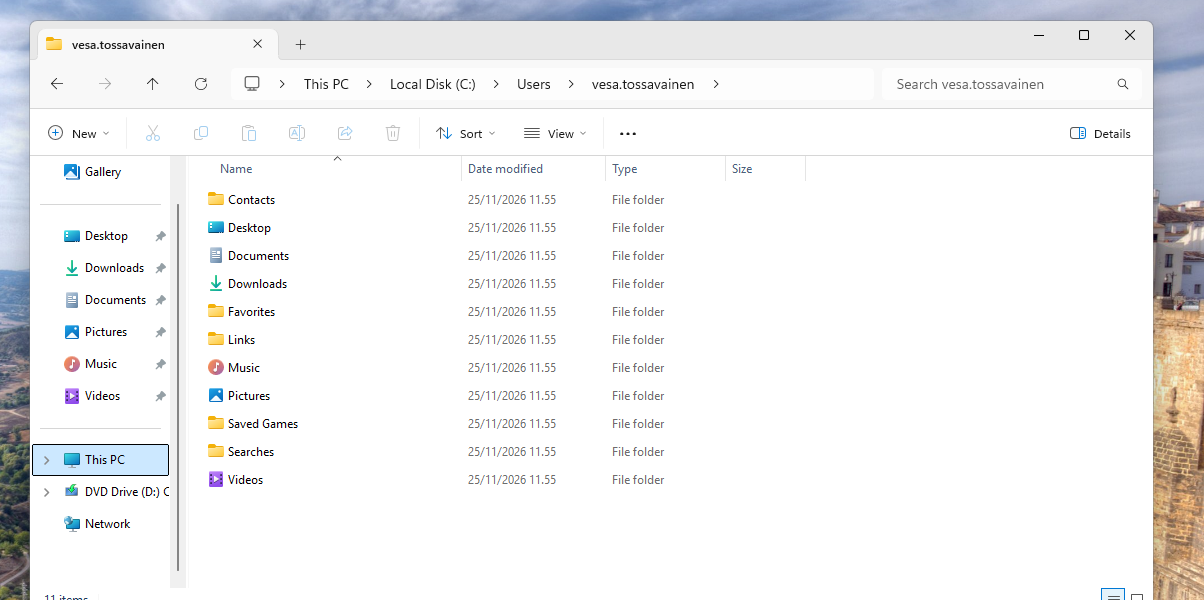 vesa.tossavainen
This PC Local Disk (C:) Users vesa.tossavainen
Search vesa.tossavainen
New Sort View Details
Gallery
Desktop
Downloads
Documents
Pictures
Music
Videos
This PC
DVD Drive (D:) C
Network
Name Date modified Type Size
Contacts 25/11/2026 11.55 File folder
Desktop 25/11/2026 11.55 File folder
Documents 25/11/2026 11.55 File folder
Downloads 25/11/2026 11.55 File folder
Favorites 25/11/2026 11.55 File folder
Links 25/11/2026 11.55 File folder
Music 25/11/2026 11.55 File folder
Pictures 25/11/2026 11.55 File folder
Saved Games 25/11/2026 11.55 File folder
Searches 25/11/2026 11.55 File folder
Videos 25/11/2026 11.55 File folder
11 items